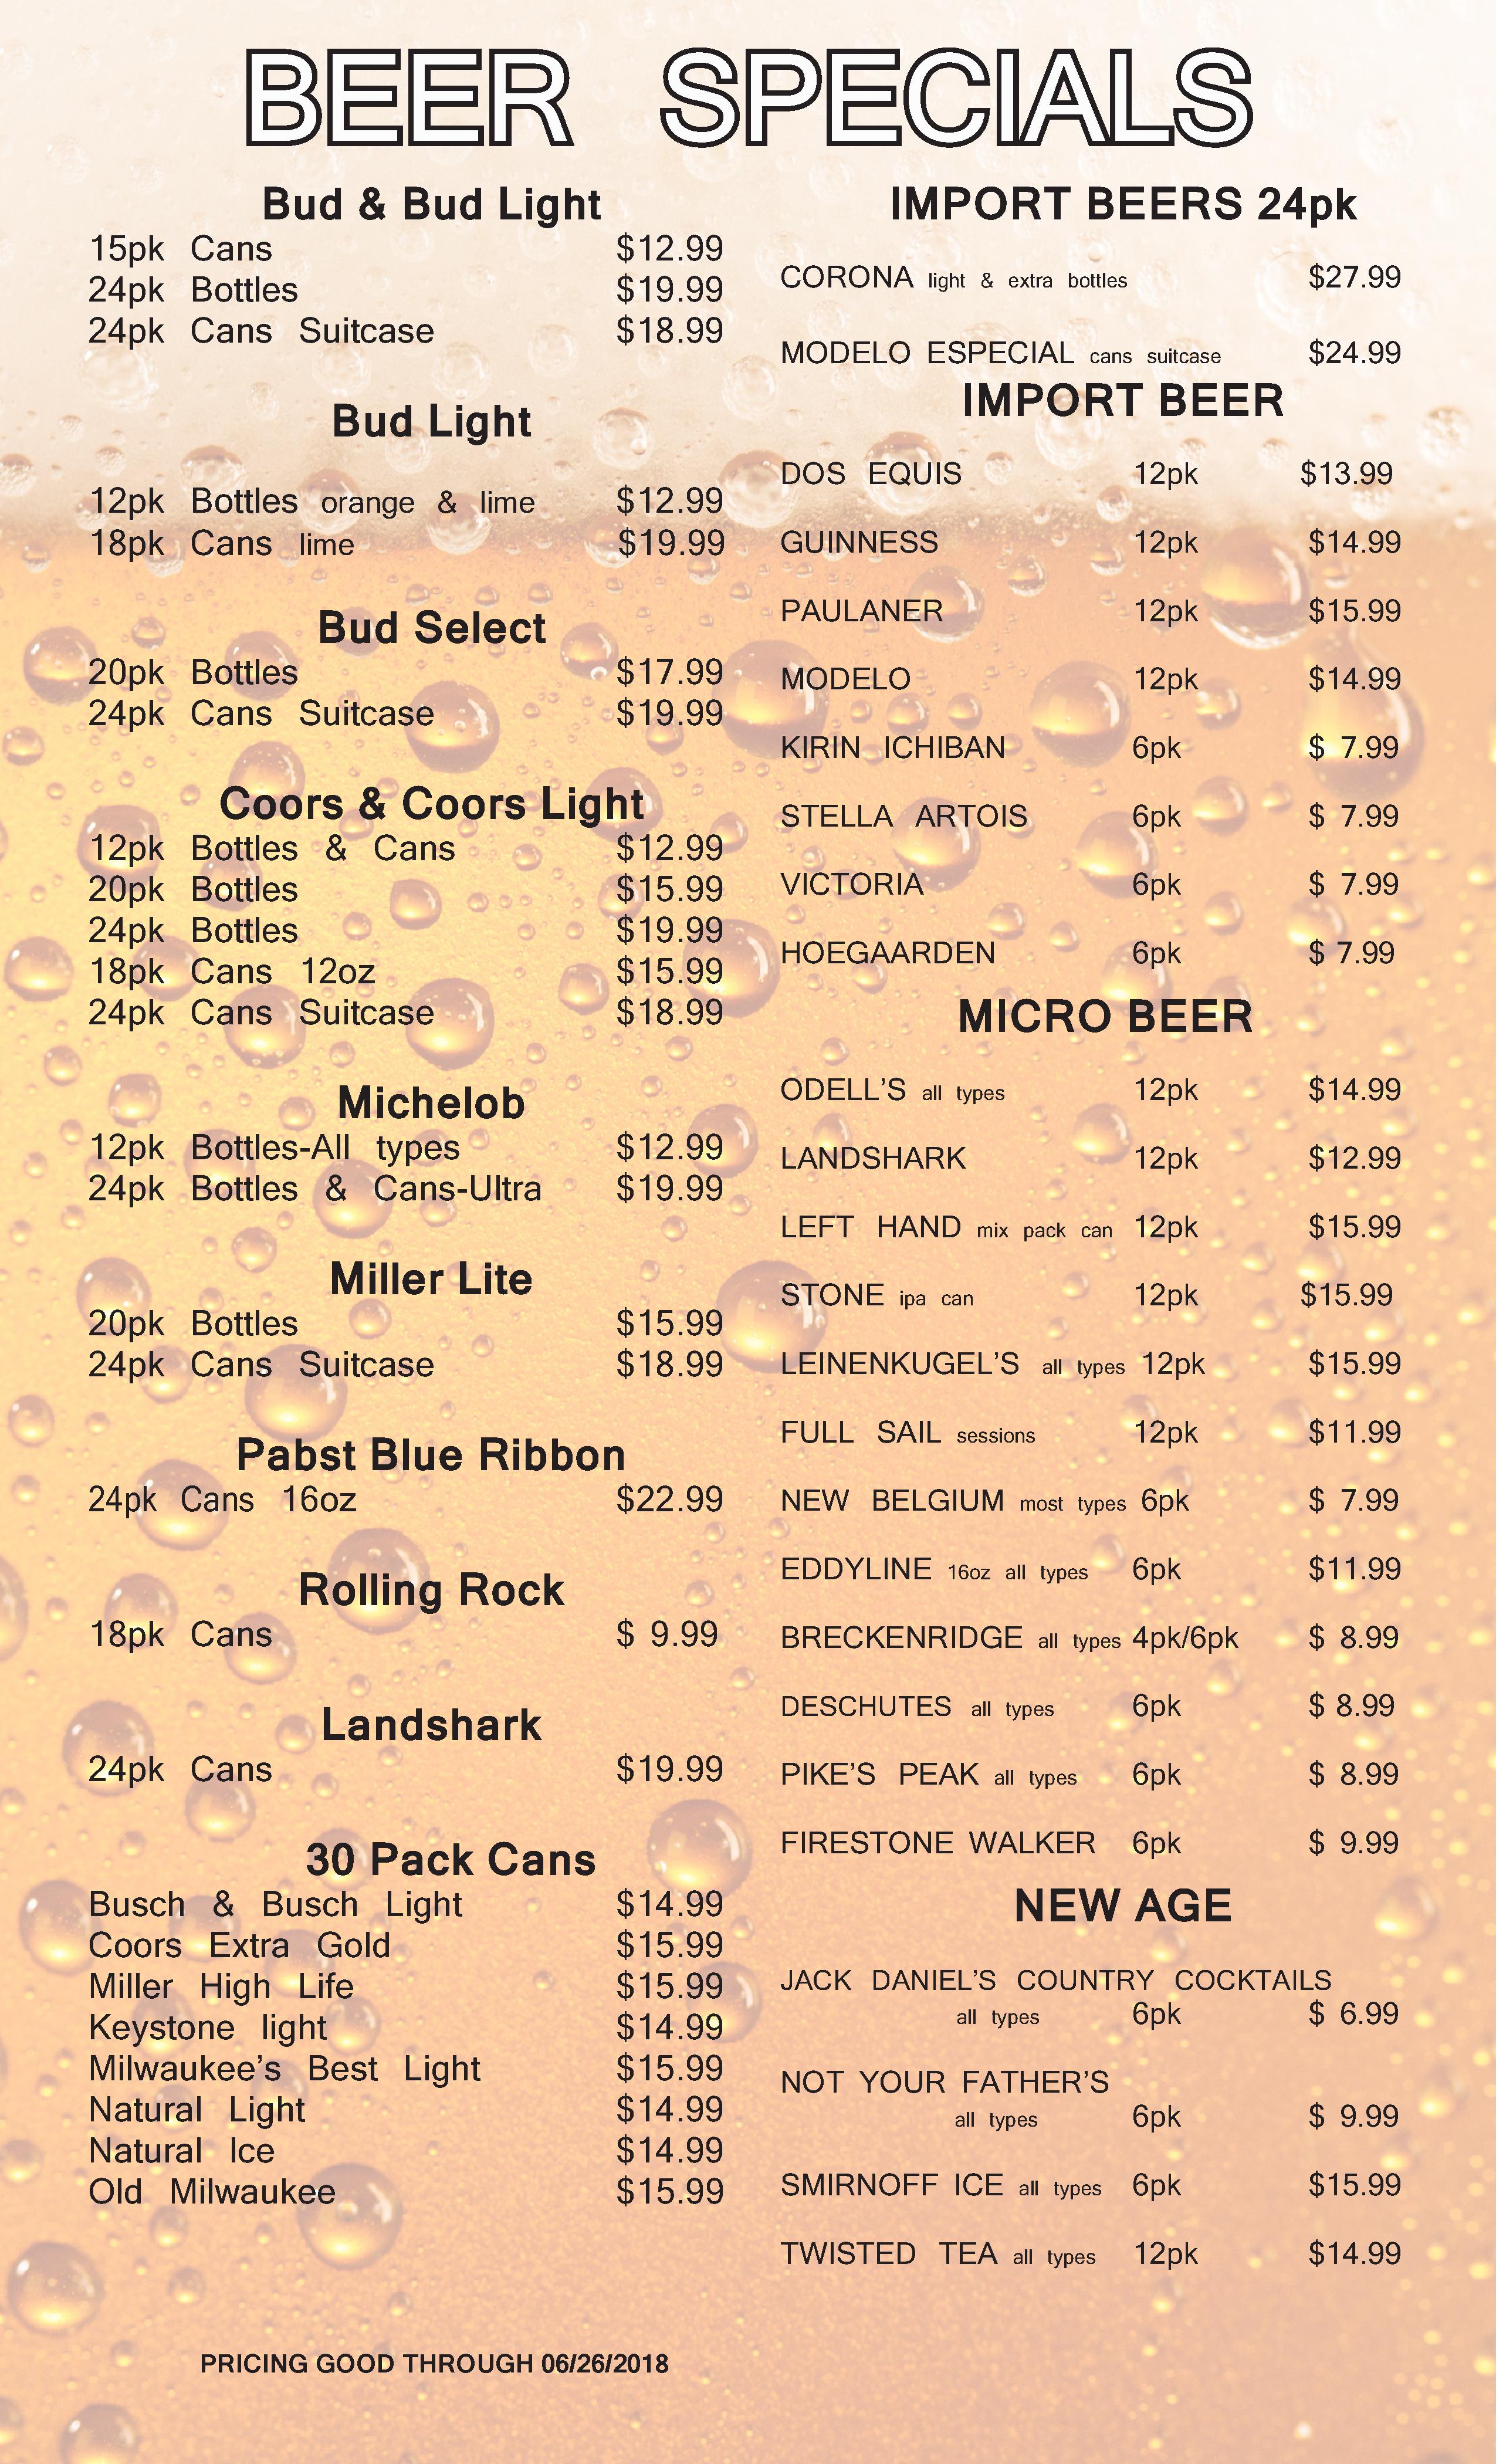 BEER SPECIALS
Bud & Bud Light
15pk Cans $12.99
24pk Bottles $19.99
24pk Cans Suitcase $18.99
Bud Light
12pk Bottles orange & lime $12.99
18pk Cans lime $19.99
Bud Select
20pk Bottles $17.99
24pk Cans Suitcase $19.99
Coors & Coors Light
12pk Bottles & Cans $12.99
20pk Bottles $15.99
24pk Bottles $19.99
18pk Cans 12oz $15.99
24pk Cans Suitcase $18.99
Michelob
12pk Bottles-All types $12.99
24pk Bottles & Cans-Ultra $19.99
Miller Lite
20pk Bottles $15.99
24pk Cans Suitcase $18.99
Pabst Blue Ribbon
24pk Cans 16oz $22.99
Rolling Rock
18pk Cans $ 9.99
Landshark
24pk Cans $19.99
30 Pack Cans
Busch & Busch Light $14.99
Coors Extra Gold $15.99
Miller High Life $15.99
Keystone light $14.99
Milwaukee's Best Light $15.99
Natural Light $14.99
Natural Ice $14.99
Old Milwaukee $15.99
PRICING GOOD THROUGH 06/26/2018
IMPORT BEERS 24pk
CORONA light & extra bottles $27.99
MODELO ESPECIAL cans suitcase $24.99
IMPORT BEER
DOS EQUIS 12pk $13.99
GUINNESS 12pk $14.99
PAULANER 12pk $15.99
MODELO 12pk $14.99
KIRIN ICHIBAN 6pk $ 7.99
STELLA ARTOIS 6pk $ 7.99
VICTORIA 6pk $ 7.99
HOEGAARDEN 6pk $ 7.99
MICRO BEER
ODELL'S all types 12pk $14.99
LANDSHARK 12pk $12.99
LEFT HAND mix pack can 12pk $15.99
STONE ipa can 12pk $15.99
LEINENKUGEL'S all types 12pk $15.99
FULL SAIL sessions 12pk $11.99
NEW BELGIUM most types 6pk $ 7.99
EDDYLINE 16oz all types 6pk $11.99
BRECKENRIDGE all types 4pk/6pk $ 8.99
DESCHUTES all types 6pk $ 8.99
PIKE'S PEAK all types 6pk $ 8.99
FIRESTONE WALKER 6pk $ 9.99
NEW AGE
JACK DANIEL'S COUNTRY COCKTAILS
all types 6pk $ 6.99
NOT YOUR FATHER'S
all types 6pk $ 9.99
SMIRNOFF ICE all types 6pk $15.99
TWISTED TEA all types 12pk $14.99